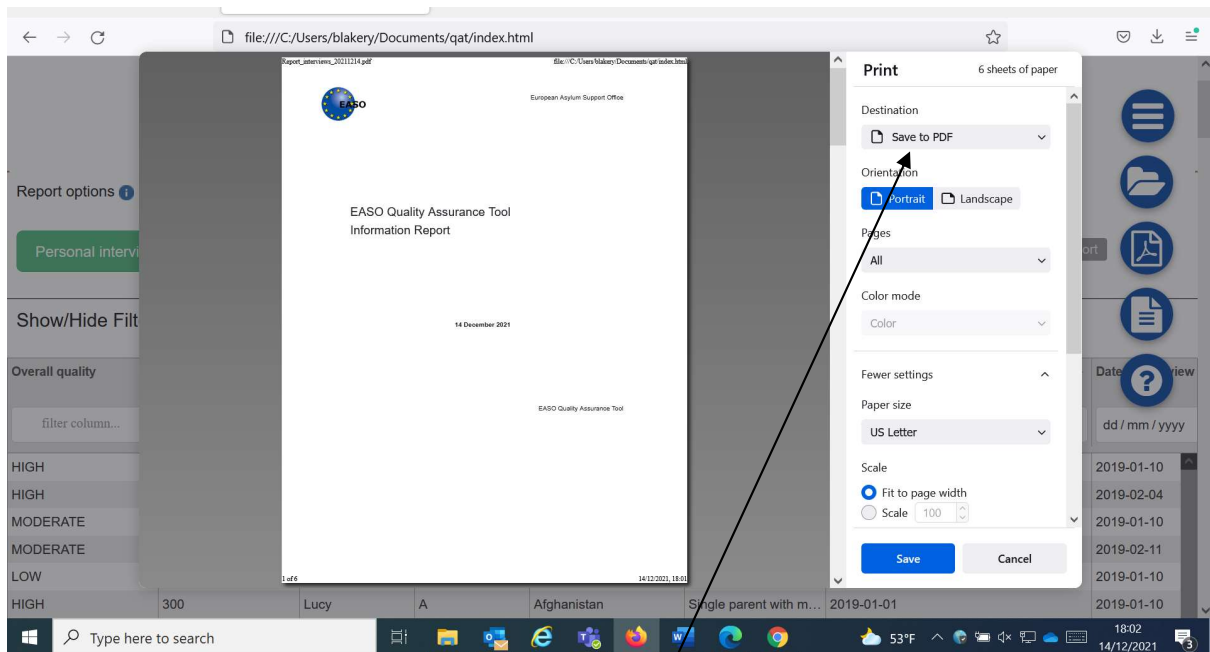 file:///C:/Users/blakery/Documents/qat/index.html
Report_interviews_20211214.pdf
file:///C:/Users/blakery/Documents/qat/index.html
EASO
European Asylum Support Office
EASO Quality Assurance Tool
Information Report
14 December 2021
EASO Quality Assurance Tool
1 of 6
14/12/2021, 18:01
Print
6 sheets of paper
Destination
Save to PDF
Orientation
Portrait
Landscape
Pages
All
Color mode
Color
Fewer settings
Paper size
US Letter
Scale
Fit to page width
Scale
100
Save
Cancel
Report options
Personal intervi
ort
Show/Hide Filt
Overall quality
Date
iew
filter column...
dd / mm / yyyy
HIGH
2019-01-10
HIGH
2019-02-04
MODERATE
2019-01-10
MODERATE
2019-02-11
LOW
2019-01-10
HIGH
300
Lucy
A
Afghanistan
Single parent with m...
2019-01-01
2019-01-10
Type here to search
53°F
18:02
14/12/2021
3